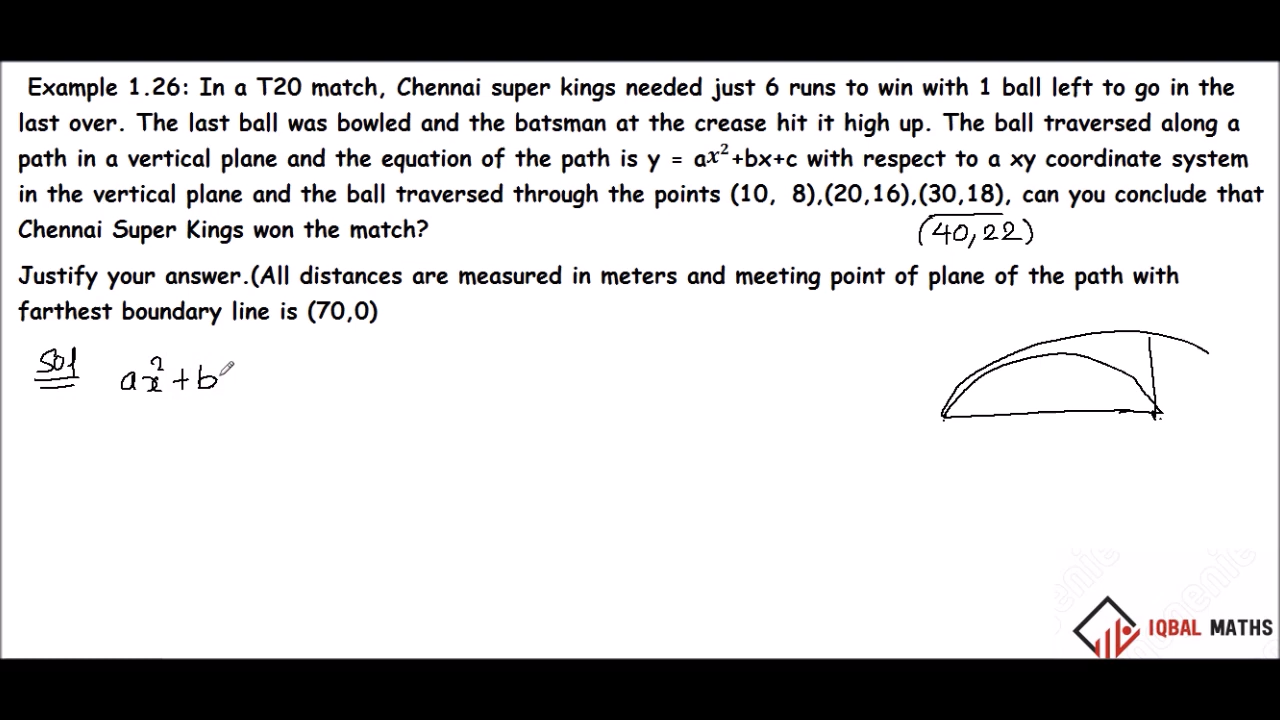 Example 1.26: In a T20 match, Chennai super kings needed just 6 runs to win with 1 ball left to go in the
last over. The last ball was bowled and the batsman at the crease hit it high up. The ball traversed along a
path in a vertical plane and the equation of the path is y = ax²+bx+c with respect to a xy coordinate system
in the vertical plane and the ball traversed through the points (10, 8),(20,16),(30,18), can you conclude that
Chennai Super Kings won the match?
(40,22)
Justify your answer.(All distances are measured in meters and meeting point of plane of the path with
farthest boundary line is (70,0)
Sol
ax² + b
IQBAL MATHS